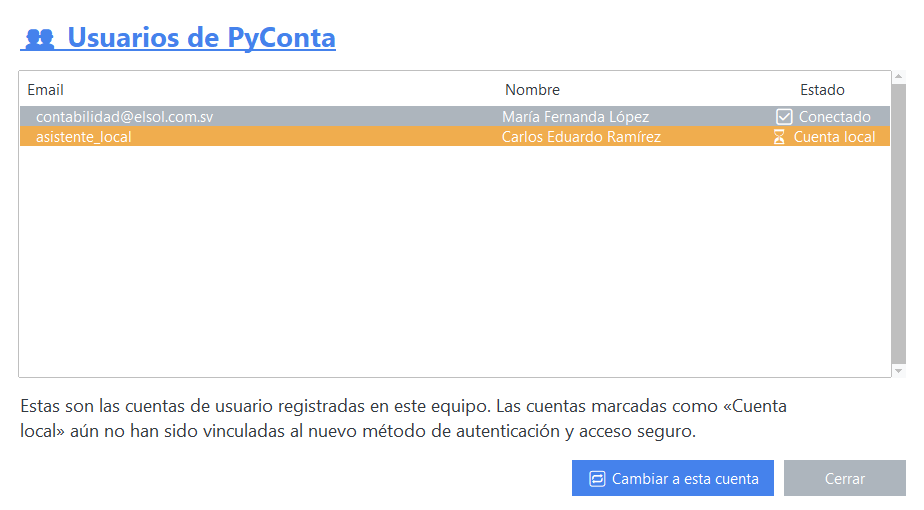 Usuarios de PyConta
Email Nombre Estado
contabilidad@elsol.com.sv María Fernanda López Conectado
asistente_local Carlos Eduardo Ramírez Cuenta local
Estas son las cuentas de usuario registradas en este equipo. Las cuentas marcadas como «Cuenta
local» aún no han sido vinculadas al nuevo método de autenticación y acceso seguro.
Cambiar a esta cuenta Cerrar